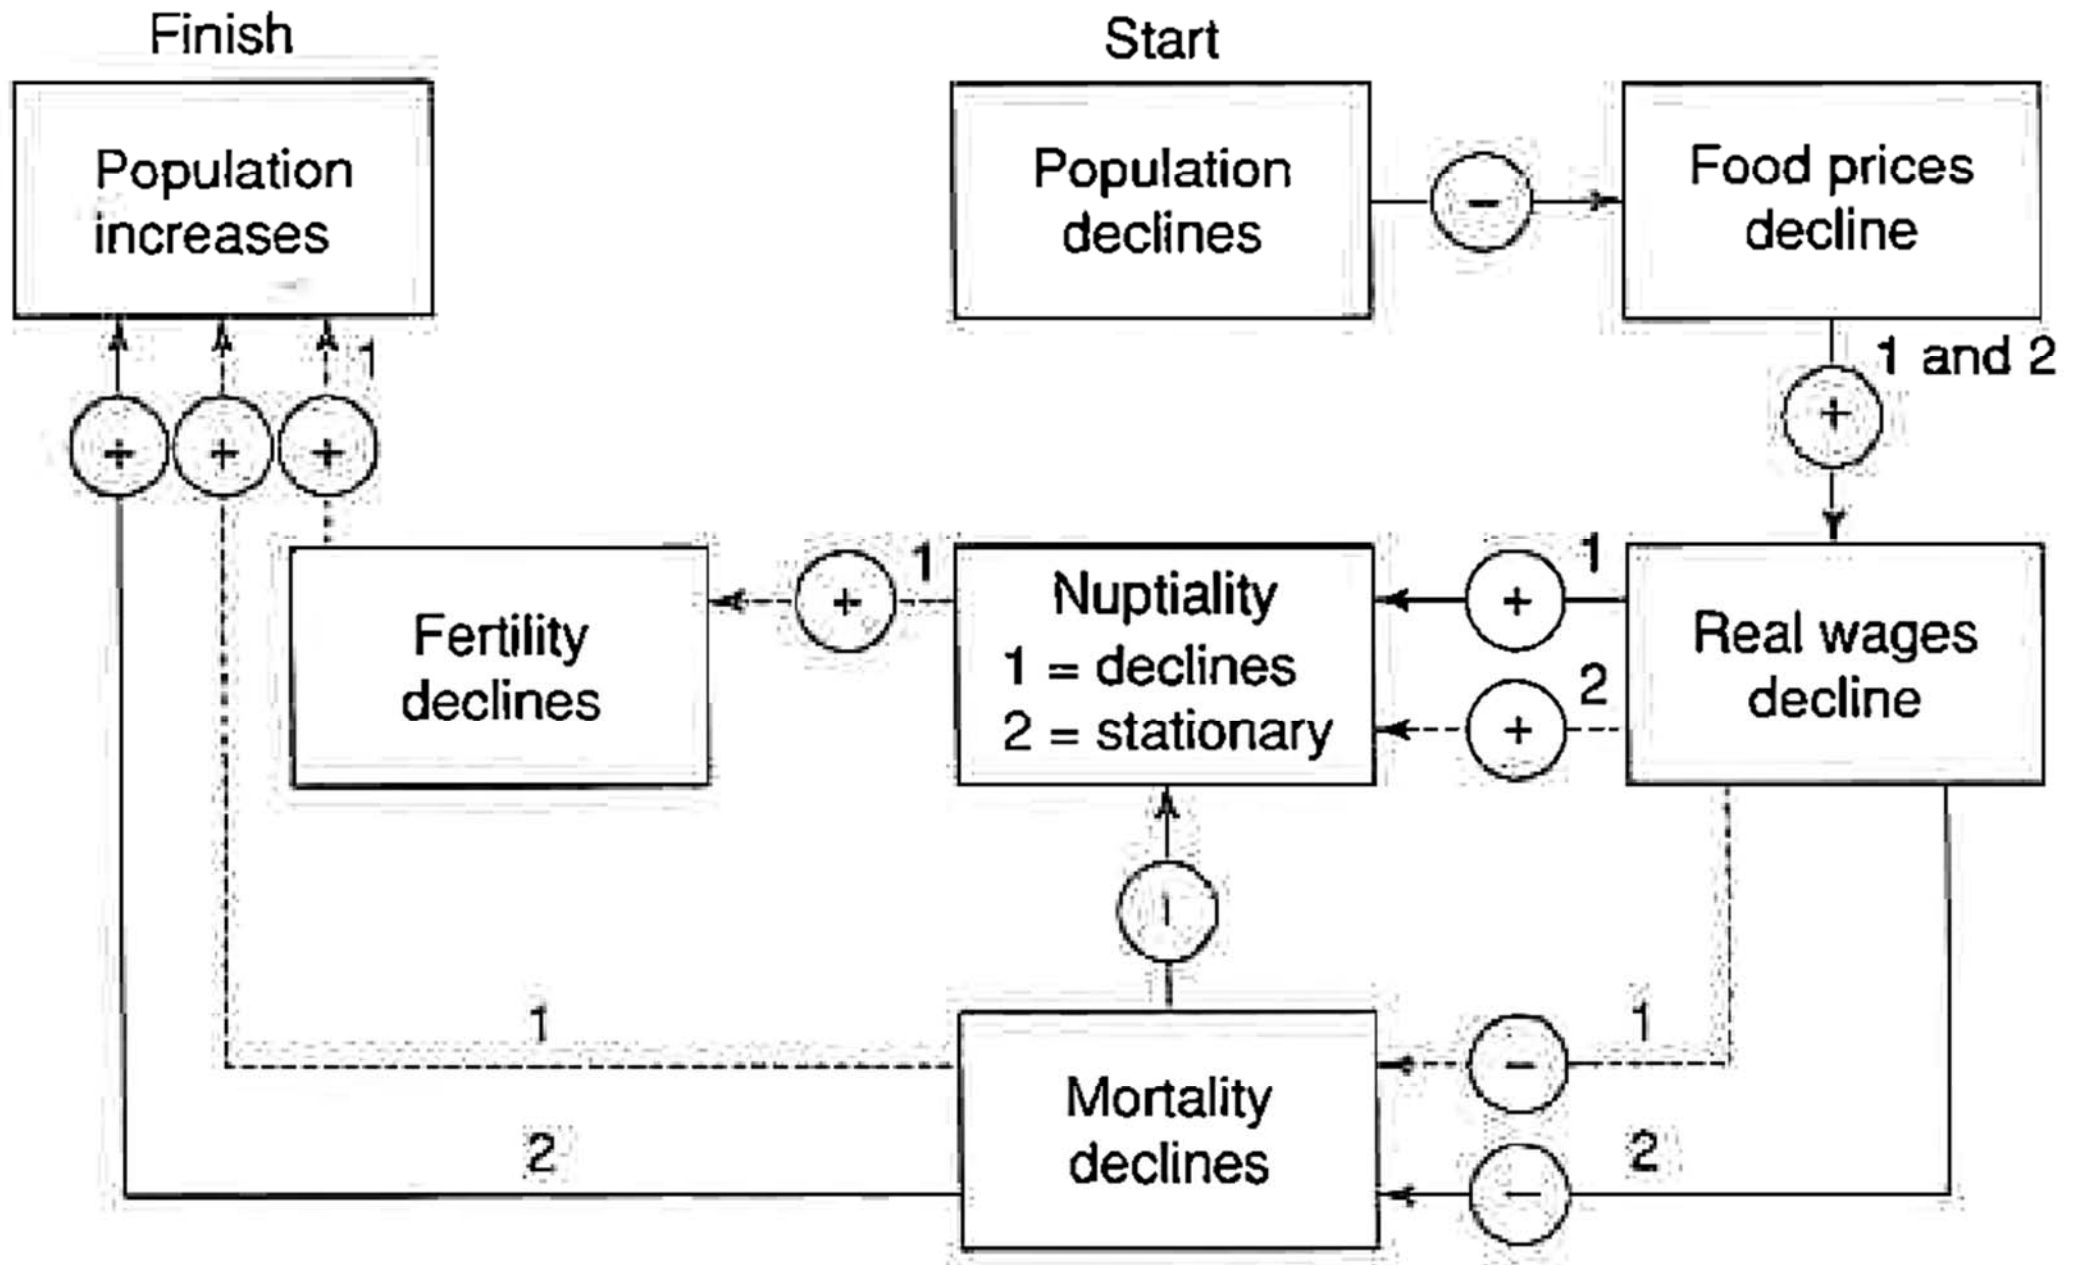 Finish
Start
Population
increases
Population
declines
−
Food prices
decline
1 and 2
+
1
+
+
+
Fertility
declines
+
1
Nuptiality
1 = declines
2 = stationary
+
1
+
2
Real wages
decline
1
2
Mortality
declines
−
1
−
2